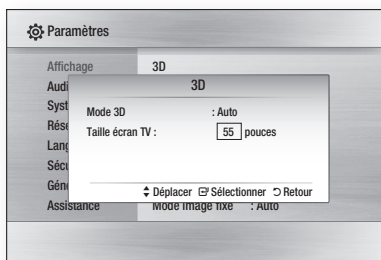 Paramètres
Affichage 3D
Audi
3D
Syst
Mode 3D : Auto
Rése
Taille écran TV : 55 pouces
Lang
Sécu
Géné
Déplacer Sélectionner Retour
Assistance Mode image fixe : Auto